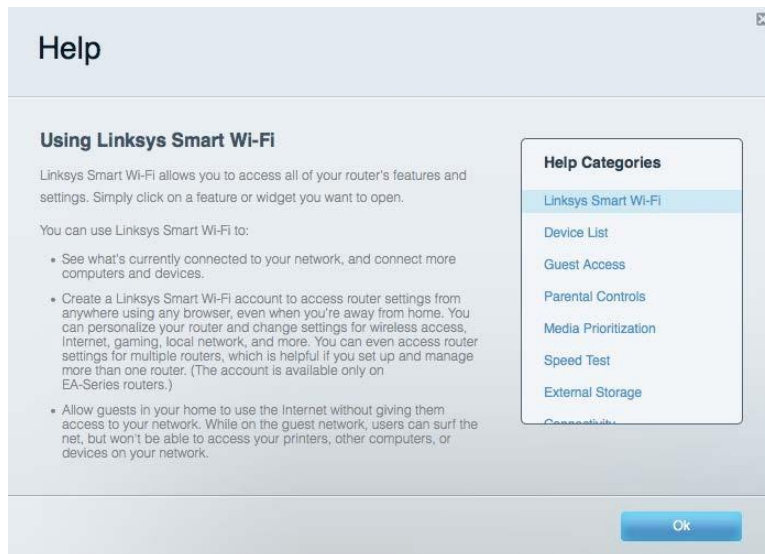 Help
Using Linksys Smart Wi-Fi
Linksys Smart Wi-Fi allows you to access all of your router's features and
settings. Simply click on a feature or widget you want to open.
You can use Linksys Smart Wi-Fi to:
• See what's currently connected to your network, and connect more
computers and devices.
• Create a Linksys Smart Wi-Fi account to access router settings from
anywhere using any browser, even when you're away from home. You
can personalize your router and change settings for wireless access,
Internet, gaming, local network, and more. You can even access router
settings for multiple routers, which is helpful if you set up and manage
more than one router. (The account is available only on
EA-Series routers.)
• Allow guests in your home to use the Internet without giving them
access to your network. While on the guest network, users can surf the
net, but won't be able to access your printers, other computers, or
devices on your network.
Help Categories
Linksys Smart Wi-Fi
Device List
Guest Access
Parental Controls
Media Prioritization
Speed Test
External Storage
Connectivity
Ok